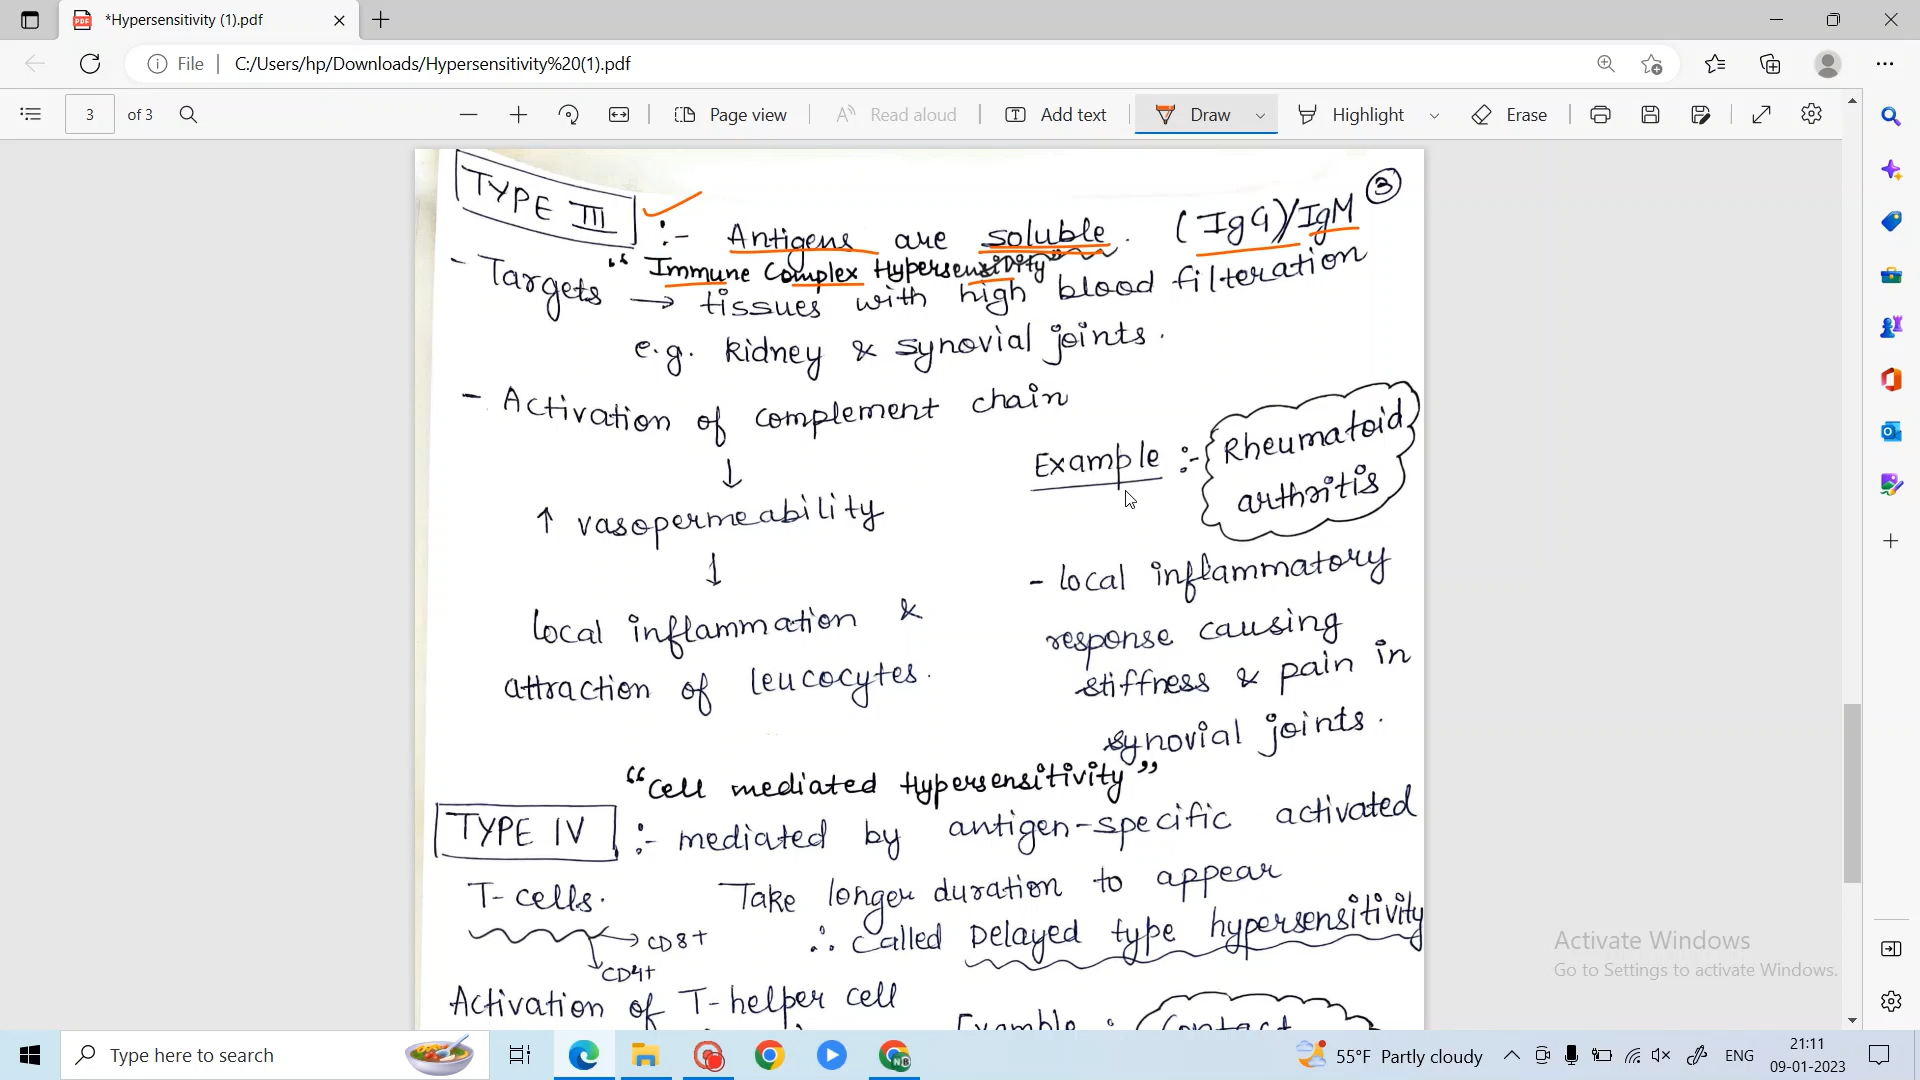 *Hypersensitivity (1).pdf
File C:/Users/hp/Downloads/Hypersensitivity%20(1).pdf
3 of 3 Page view Read aloud Add text Draw Highlight Erase
TYPE III :- Antigens are soluble. (IgG)/IgM 3
"Immune Complex Hypersensitivity"
- Targets → tissues with high blood filteration
e.g. kidney & synovial joints.
- Activation of complement chain
↓
↑ vasopermeability
↓
local inflammation &
attraction of leucocytes.
Example :- Rheumatoid
arthritis
- local inflammatory
response causing
stiffness & pain in
synovial joints.
"Cell mediated Hypersensitivity"
TYPE IV :- mediated by antigen-specific activated
T-cells. Take longer duration to appear
→ CD8+ ∴ called Delayed type hypersensitivity
CD4+
Activation of T-helper cell
Example : Contact
Activate Windows
Go to Settings to activate Windows.
Type here to search
55°F Partly cloudy ENG 21:11
09-01-2023